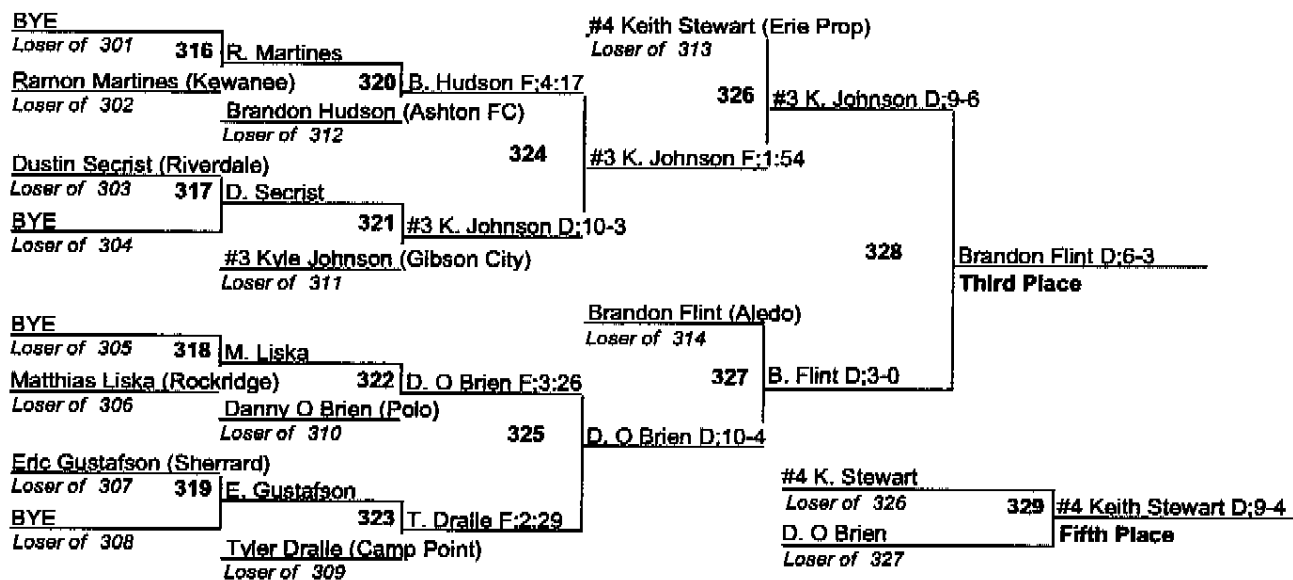 BYE
Loser of 301
316
R. Martines
Ramon Martines (Kewanee)
Loser of 302
320
B. Hudson F;4:17
Brandon Hudson (Ashton FC)
Loser of 312
Dustin Secrist (Riverdale)
Loser of 303
317
D. Secrist
BYE
Loser of 304
321
#3 K. Johnson D;10-3
#3 Kyle Johnson (Gibson City)
Loser of 311
324
#3 K. Johnson F;1:54
#4 Keith Stewart (Erie Prop)
Loser of 313
326
#3 K. Johnson D;9-6
328
Brandon Flint D;6-3
Third Place
BYE
Loser of 305
318
M. Liska
Matthias Liska (Rockridge)
Loser of 306
322
D. O Brien F;3:26
Danny O Brien (Polo)
Loser of 310
Eric Gustafson (Sherrard)
Loser of 307
319
E. Gustafson
BYE
Loser of 308
323
T. Dralle F;2:29
Tyler Dralle (Camp Point)
Loser of 309
325
D. O Brien D;10-4
Brandon Flint (Aledo)
Loser of 314
327
B. Flint D;3-0
#4 K. Stewart
Loser of 326
329
#4 Keith Stewart D;9-4
D. O Brien
Fifth Place
Loser of 327